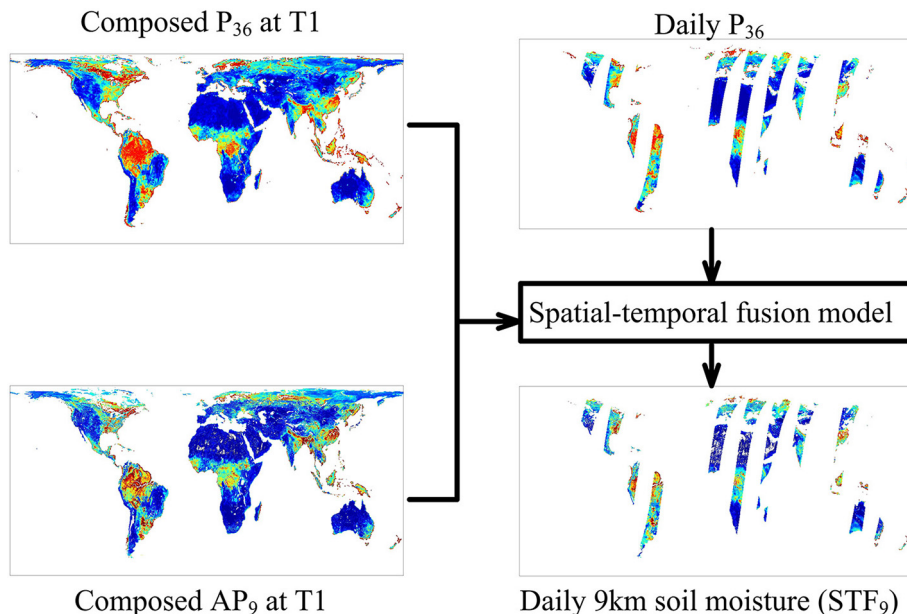 Composed P₃₆ at T1
Daily P₃₆
Spatial-temporal fusion model
Composed AP₉ at T1
Daily 9km soil moisture (STF₉)